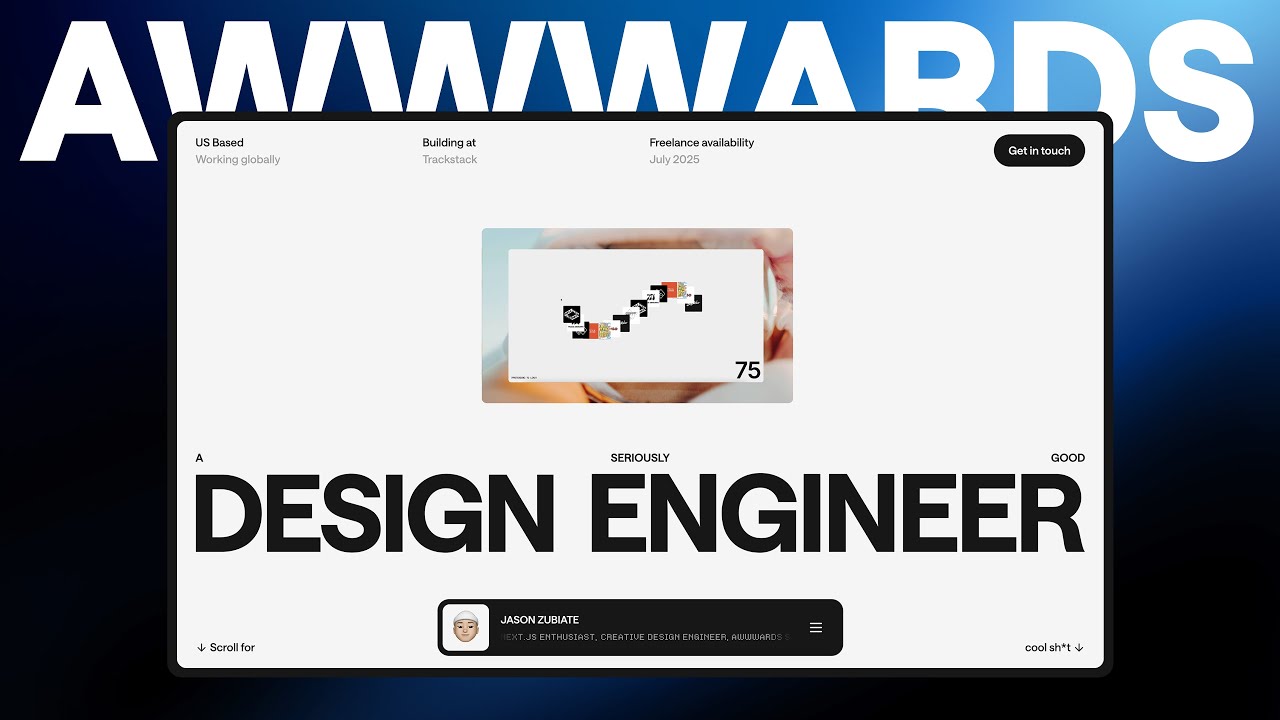 AWWWARDS
US Based
Working globally
Building at
Trackstack
Freelance availability
July 2025
Get in touch
75
A
SERIOUSLY
GOOD
DESIGN ENGINEER
JASON ZUBIATE
NEXT.JS ENTHUSIAST, CREATIVE DESIGN ENGINEER, AWWWARDS S
↓ Scroll for
cool sh*t ↓